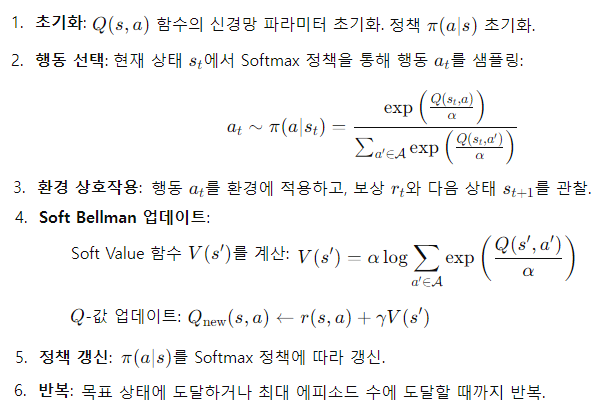 1. 초기화: $Q(s, a)$ 함수의 신경망 파라미터 초기화. 정책 $\pi(a|s)$ 초기화.
2. 행동 선택: 현재 상태 $s_t$에서 Softmax 정책을 통해 행동 $a_t$를 샘플링:
$a_t \sim \pi(a|s_t) = \frac{\exp\left(\frac{Q(s_t,a)}{\alpha}\right)}{\sum_{a' \in \mathcal{A}} \exp\left(\frac{Q(s_t,a')}{\alpha}\right)}$
3. 환경 상호작용: 행동 $a_t$를 환경에 적용하고, 보상 $r_t$와 다음 상태 $s_{t+1}$를 관찰.
4. Soft Bellman 업데이트:
Soft Value 함수 $V(s')$를 계산: $V(s') = \alpha \log \sum_{a' \in \mathcal{A}} \exp\left(\frac{Q(s', a')}{\alpha}\right)$
$Q$-값 업데이트: $Q_{\text{new}}(s, a) \leftarrow r(s, a) + \gamma V(s')$
5. 정책 갱신: $\pi(a|s)$를 Softmax 정책에 따라 갱신.
6. 반복: 목표 상태에 도달하거나 최대 에피소드 수에 도달할 때까지 반복.